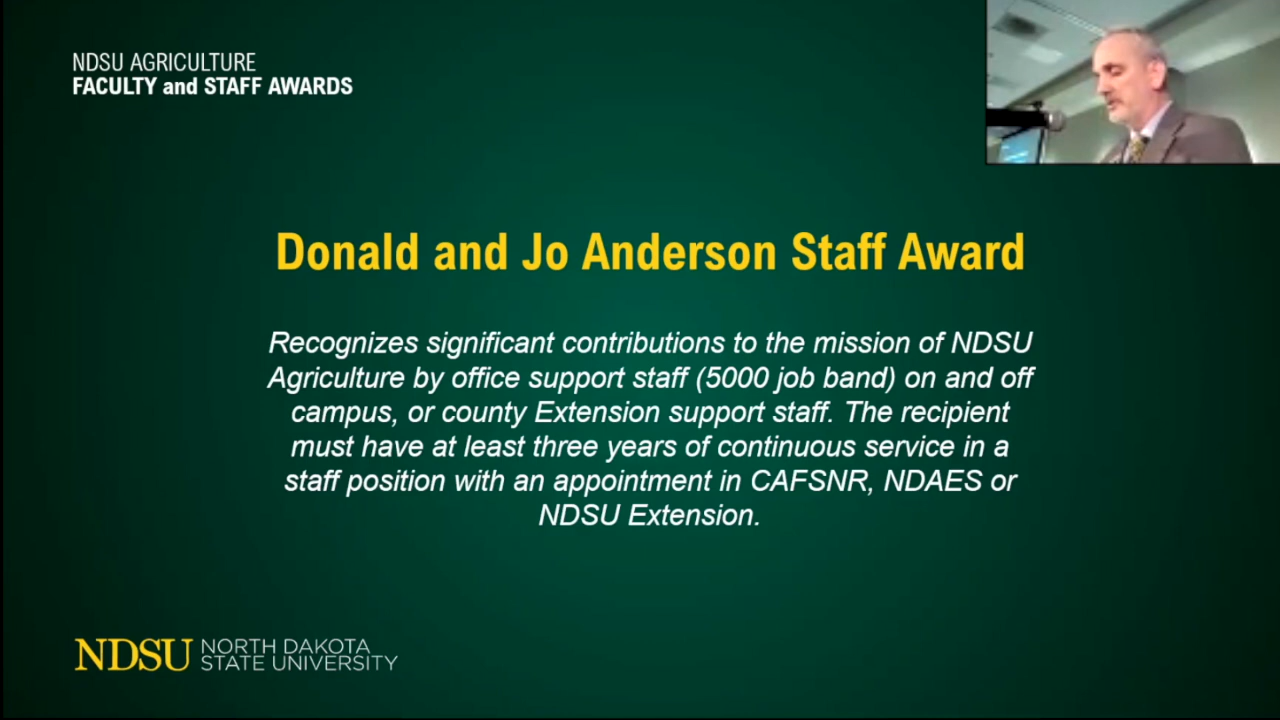 NDSU AGRICULTURE
FACULTY and STAFF AWARDS
Donald and Jo Anderson Staff Award
Recognizes significant contributions to the mission of NDSU
Agriculture by office support staff (5000 job band) on and off
campus, or county Extension support staff. The recipient
must have at least three years of continuous service in a
staff position with an appointment in CAFSNR, NDAES or
NDSU Extension.
NDSU NORTH DAKOTA
STATE UNIVERSITY